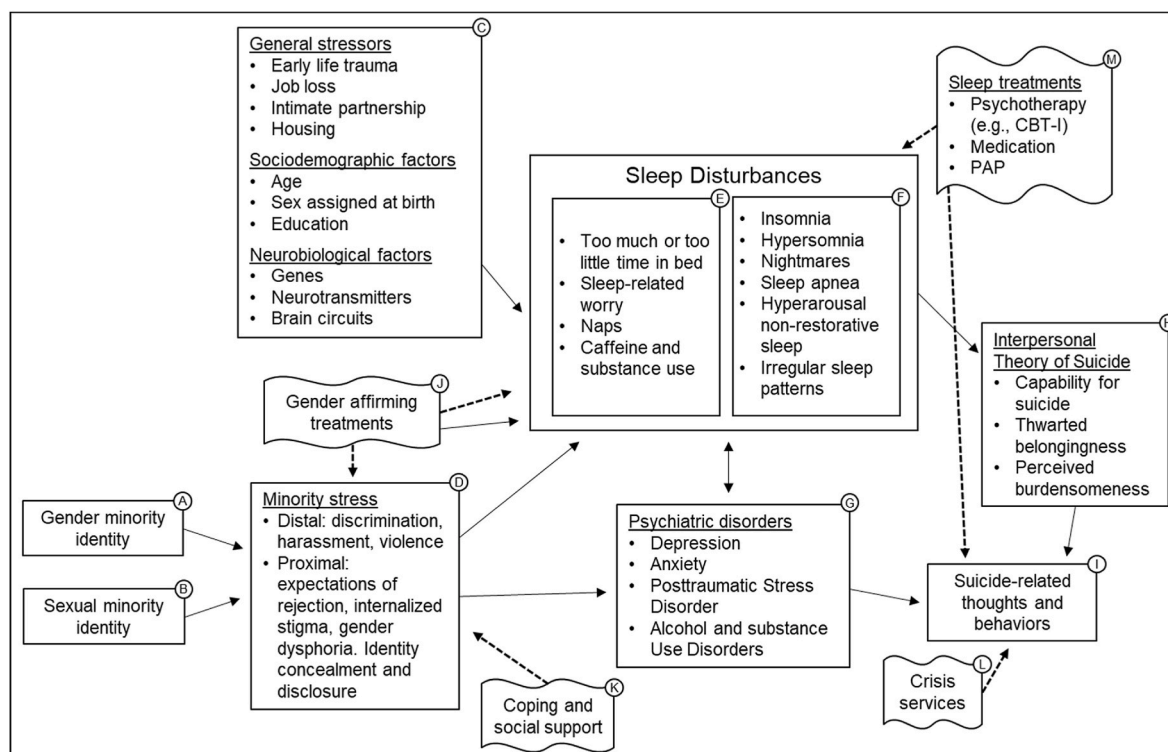 C
General stressors
• Early life trauma
• Job loss
• Intimate partnership
• Housing
Sociodemographic factors
• Age
• Sex assigned at birth
• Education
Neurobiological factors
• Genes
• Neurotransmitters
• Brain circuits
M
Sleep treatments
• Psychotherapy
(e.g., CBT-I)
• Medication
• PAP
Sleep Disturbances
E
• Too much or too
little time in bed
• Sleep-related
worry
• Naps
• Caffeine and
substance use
F
• Insomnia
• Hypersomnia
• Nightmares
• Sleep apnea
• Hyperarousal
non-restorative
sleep
• Irregular sleep
patterns
H
Interpersonal
Theory of Suicide
• Capability for
suicide
• Thwarted
belongingness
• Perceived
burdensomeness
J
Gender affirming
treatments
A
Gender minority
identity
B
Sexual minority
identity
D
Minority stress
• Distal: discrimination,
harassment, violence
• Proximal:
expectations of
rejection, internalized
stigma, gender
dysphoria. Identity
concealment and
disclosure
G
Psychiatric disorders
• Depression
• Anxiety
• Posttraumatic Stress
Disorder
• Alcohol and substance
Use Disorders
I
Suicide-related
thoughts and
behaviors
K
Coping and
social support
L
Crisis
services